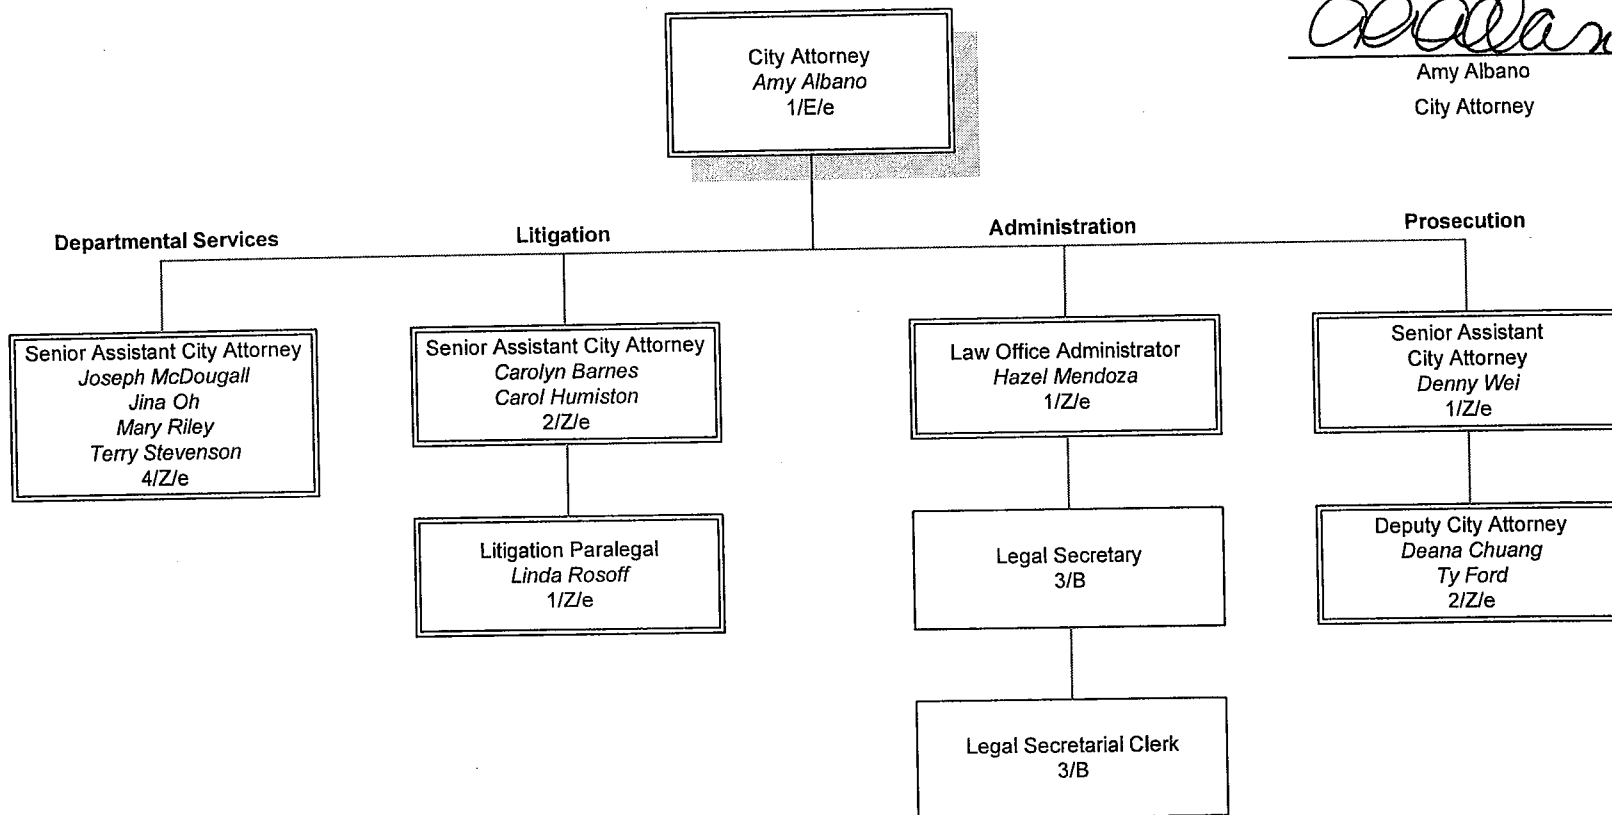 City Attorney
Amy Albano
1/E/e
Amy Albano
City Attorney
Departmental Services
Litigation
Administration
Prosecution
Senior Assistant City Attorney
Joseph McDougall
Jina Oh
Mary Riley
Terry Stevenson
4/Z/e
Senior Assistant City Attorney
Carolyn Barnes
Carol Humiston
2/Z/e
Litigation Paralegal
Linda Rosoff
1/Z/e
Law Office Administrator
Hazel Mendoza
1/Z/e
Legal Secretary
3/B
Legal Secretarial Clerk
3/B
Senior Assistant
City Attorney
Denny Wei
1/Z/e
Deputy City Attorney
Deana Chuang
Ty Ford
2/Z/e